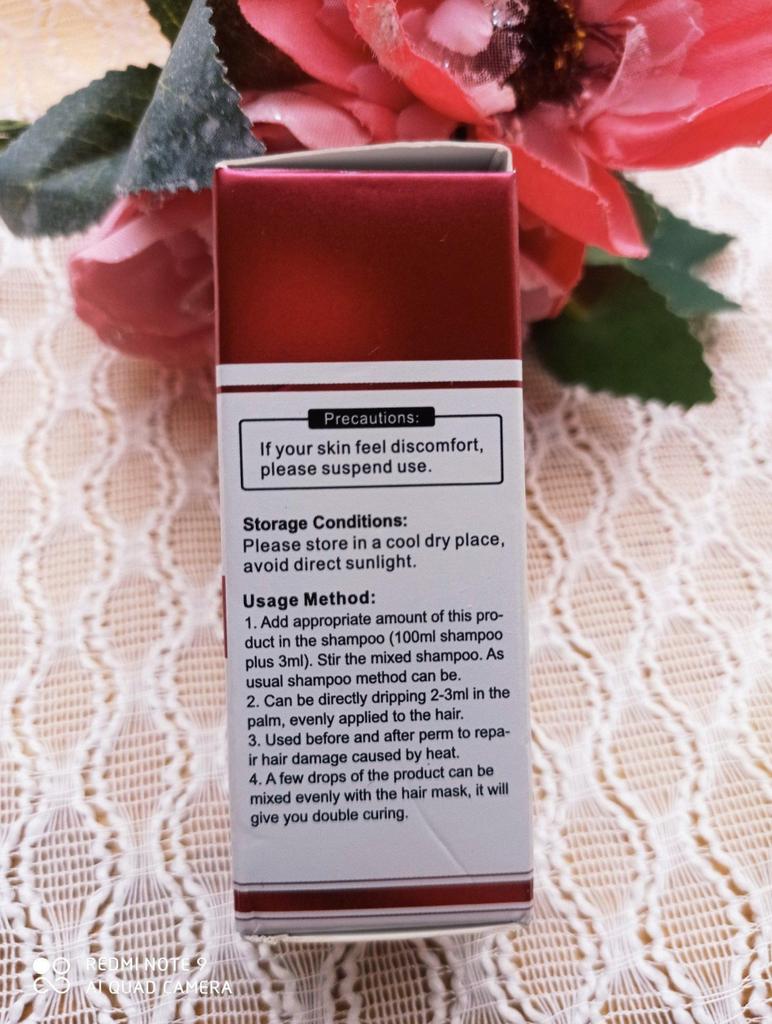 Precautions:
If your skin feel discomfort,
please suspend use.
Storage Conditions:
Please store in a cool dry place,
avoid direct sunlight.
Usage Method:
1. Add appropriate amount of this pro-
duct in the shampoo (100ml shampoo
plus 3ml). Stir the mixed shampoo. As
usual shampoo method can be.
2. Can be directly dripping 2-3ml in the
palm, evenly applied to the hair.
3. Used before and after perm to repa-
ir hair damage caused by heat.
4. A few drops of the product can be
mixed evenly with the hair mask, it will
give you double curing.
REDMI NOTE 9
AI QUAD CAMERA